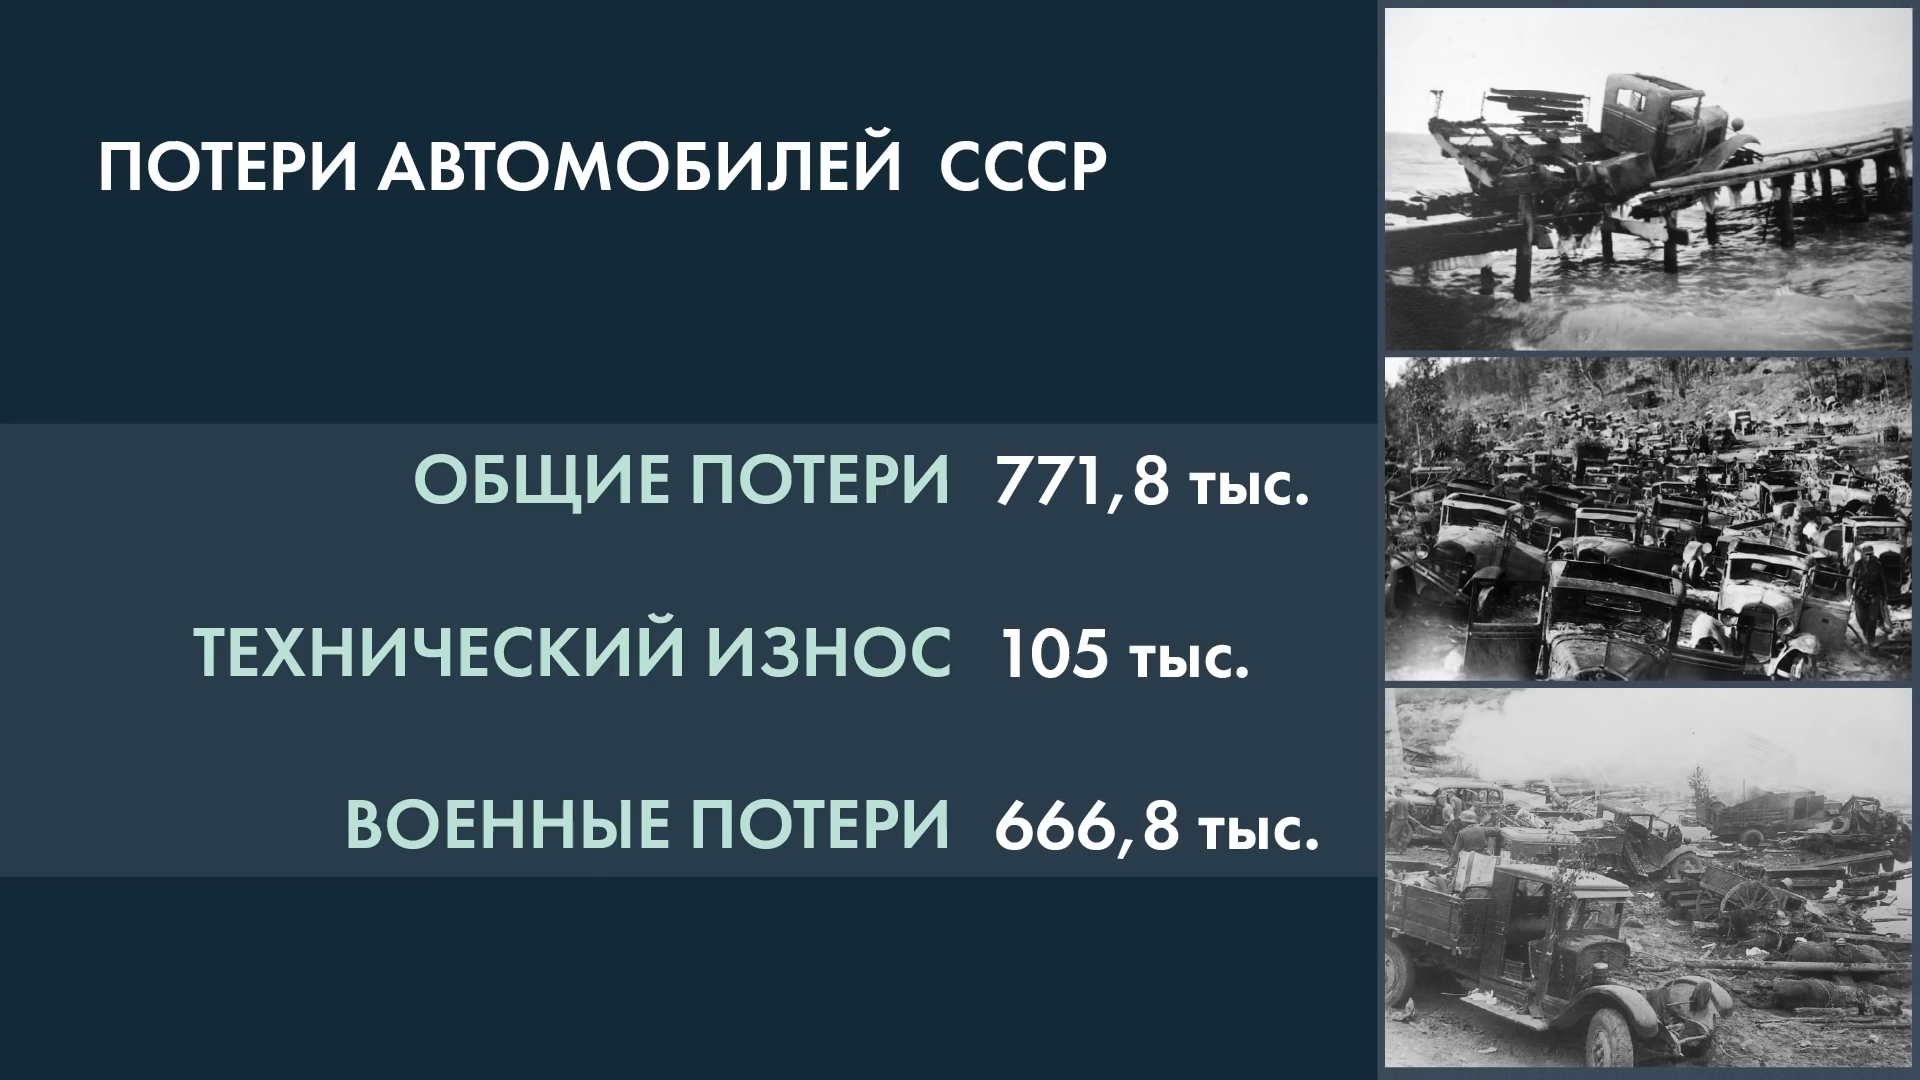 ПОТЕРИ АВТОМОБИЛЕЙ СССР
ОБЩИЕ ПОТЕРИ 771,8 тыс.
ТЕХНИЧЕСКИЙ ИЗНОС 105 тыс.
ВОЕННЫЕ ПОТЕРИ 666,8 тыс.